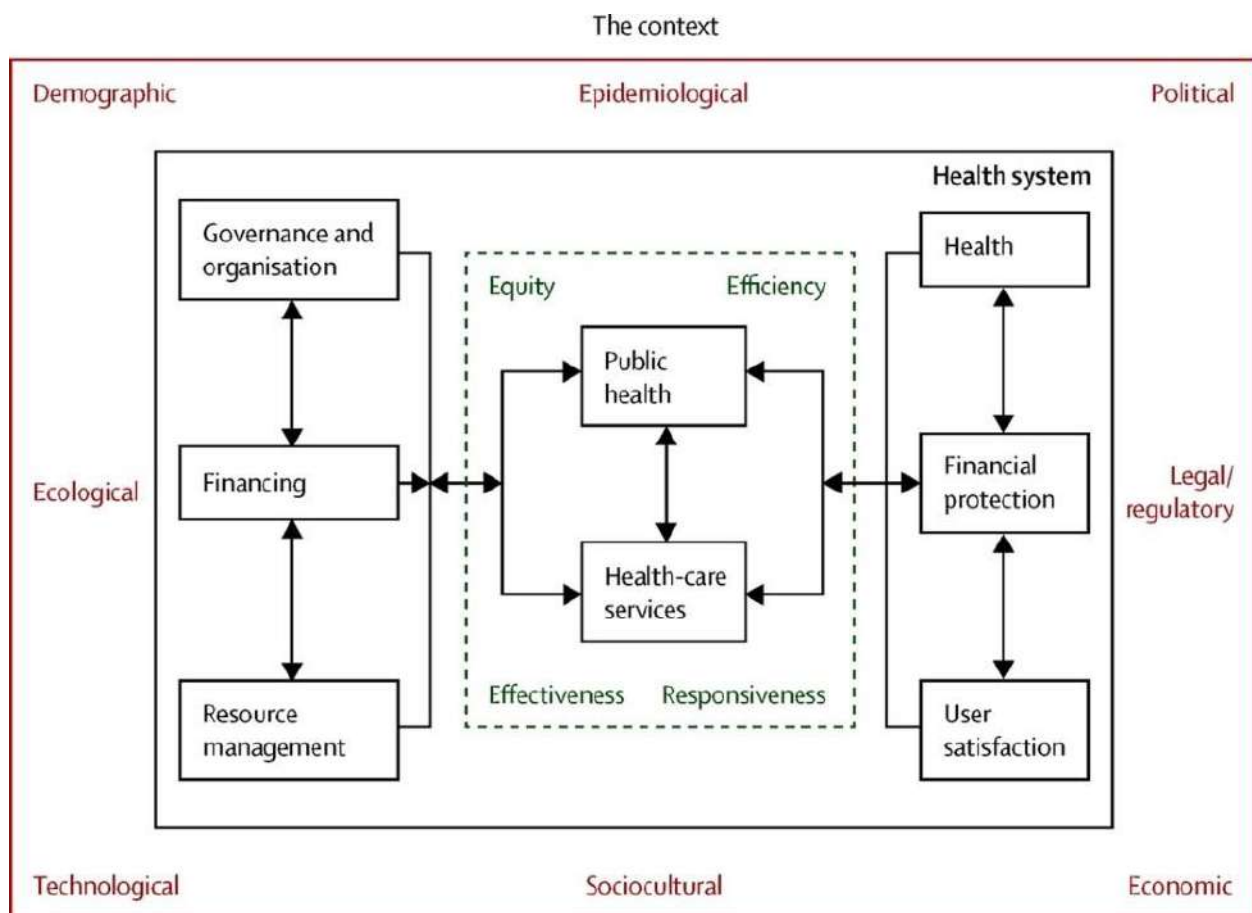 The context
Demographic
Epidemiological
Political
Health system
Governance and
organisation
Health
Equity
Efficiency
Public
health
Ecological
Financing
Financial
protection
Legal/
regulatory
Health-care
services
Effectiveness
Responsiveness
Resource
management
User
satisfaction
Technological
Sociocultural
Economic